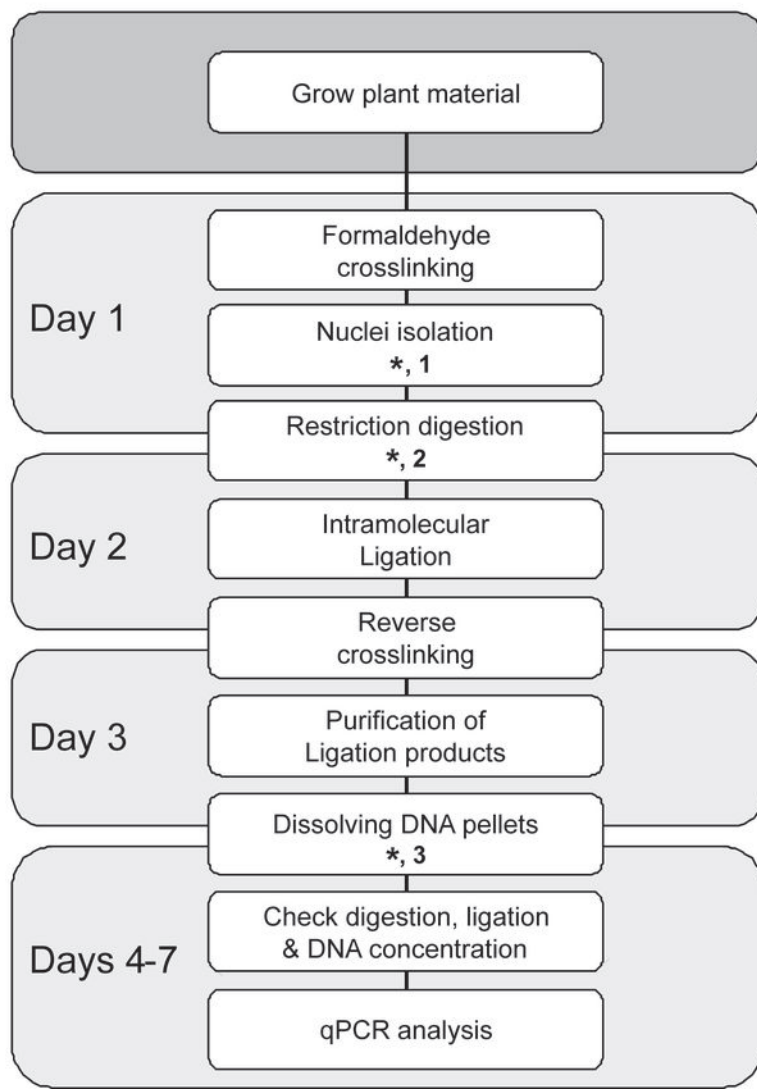 Grow plant material
Day 1
Formaldehyde
crosslinking
Nuclei isolation
*, 1
Restriction digestion
*, 2
Day 2
Intramolecular
Ligation
Reverse
crosslinking
Day 3
Purification of
Ligation products
Dissolving DNA pellets
*, 3
Days 4-7
Check digestion, ligation
& DNA concentration
qPCR analysis